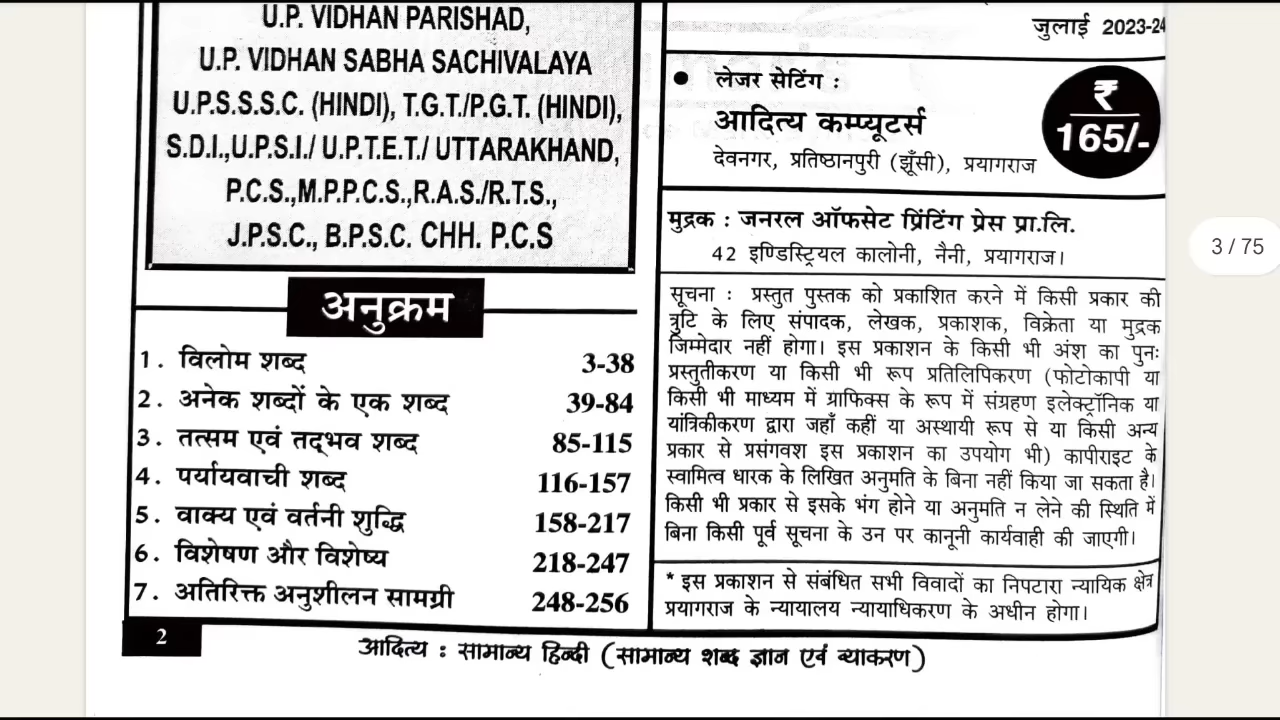 U.P. VIDHAN PARISHAD,
U.P. VIDHAN SABHA SACHIVALAYA
U.P.S.S.S.C. (HINDI), T.G.T./P.G.T. (HINDI),
S.D.I.,U.P.S.I./ U.P.T.E.T./ UTTARAKHAND,
P.C.S.,M.P.P.C.S.,R.A.S./R.T.S.,
J.P.S.C., B.P.S.C. CHH. P.C.S
अनुक्रम
1. विलोम शब्द 3-38
2. अनेक शब्दों के एक शब्द 39-84
3. तत्सम एवं तद्भव शब्द 85-115
4. पर्यायवाची शब्द 116-157
5. वाक्य एवं वर्तनी शुद्धि 158-217
6. विशेषण और विशेष्य 218-247
7. अतिरिक्त अनुशीलन सामग्री 248-256
जुलाई 2023-24
• लेजर सेटिंग :
आदित्य कम्प्यूटर्स
देवनगर, प्रतिष्ठानपुरी (झूँसी), प्रयागराज
₹
165/-
मुद्रक : जनरल ऑफसेट प्रिंटिंग प्रेस प्रा.लि.
42 इण्डिस्ट्रियल कालोनी, नैनी, प्रयागराज।
सूचना : प्रस्तुत पुस्तक को प्रकाशित करने में किसी प्रकार की
त्रुटि के लिए संपादक, लेखक, प्रकाशक, विक्रेता या मुद्रक
जिम्मेदार नहीं होगा। इस प्रकाशन के किसी भी अंश का पुनः
प्रस्तुतीकरण या किसी भी रूप प्रतिलिपिकरण (फोटोकापी या
किसी भी माध्यम में ग्राफिक्स के रूप में संग्रहण इलेक्ट्रॉनिक या
यांत्रिकीकरण द्वारा जहाँ कहीं या अस्थायी रूप से या किसी अन्य
प्रकार से प्रसंगवश इस प्रकाशन का उपयोग भी) कापीराइट के
स्वामित्व धारक के लिखित अनुमति के बिना नहीं किया जा सकता है।
किसी भी प्रकार से इसके भंग होने या अनुमति न लेने की स्थिति में
बिना किसी पूर्व सूचना के उन पर कानूनी कार्यवाही की जाएगी।
* इस प्रकाशन से संबंधित सभी विवादों का निपटारा न्यायिक क्षेत्र
प्रयागराज के न्यायालय न्यायाधिकरण के अधीन होगा।
2
आदित्य : सामान्य हिन्दी (सामान्य शब्द ज्ञान एवं व्याकरण)
3 / 75